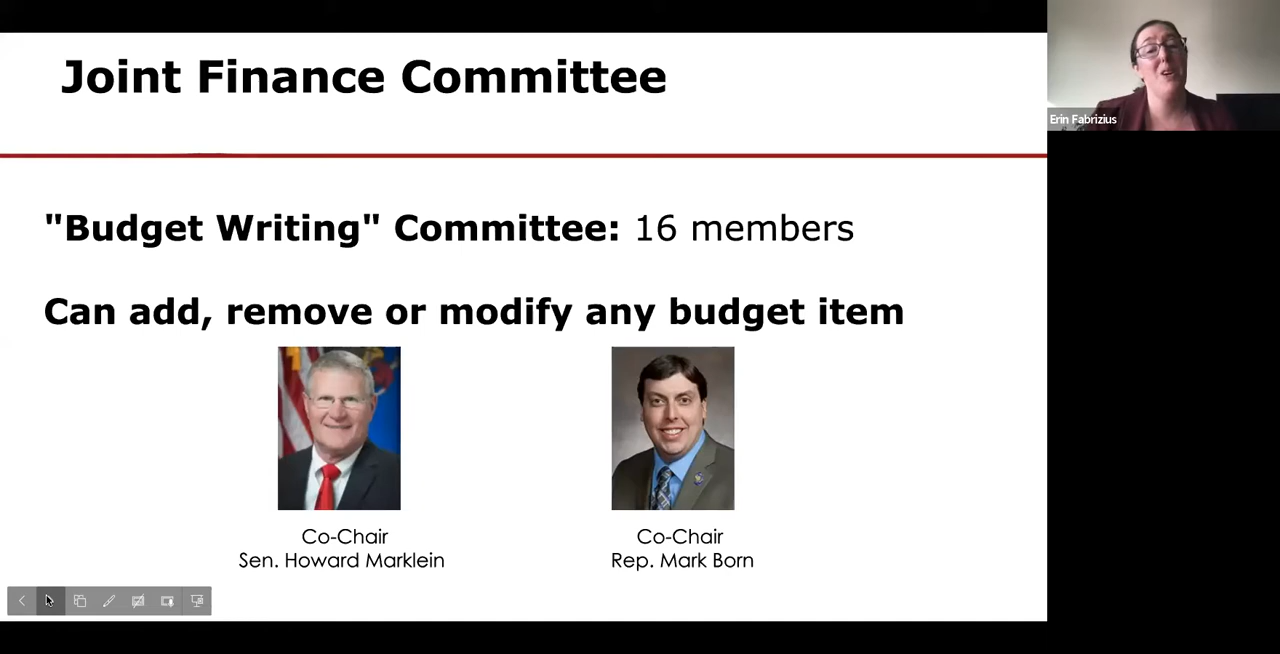 Joint Finance Committee
Erin Fabrizius
"Budget Writing" Committee: 16 members
Can add, remove or modify any budget item
Co-Chair
Sen. Howard Marklein
Co-Chair
Rep. Mark Born